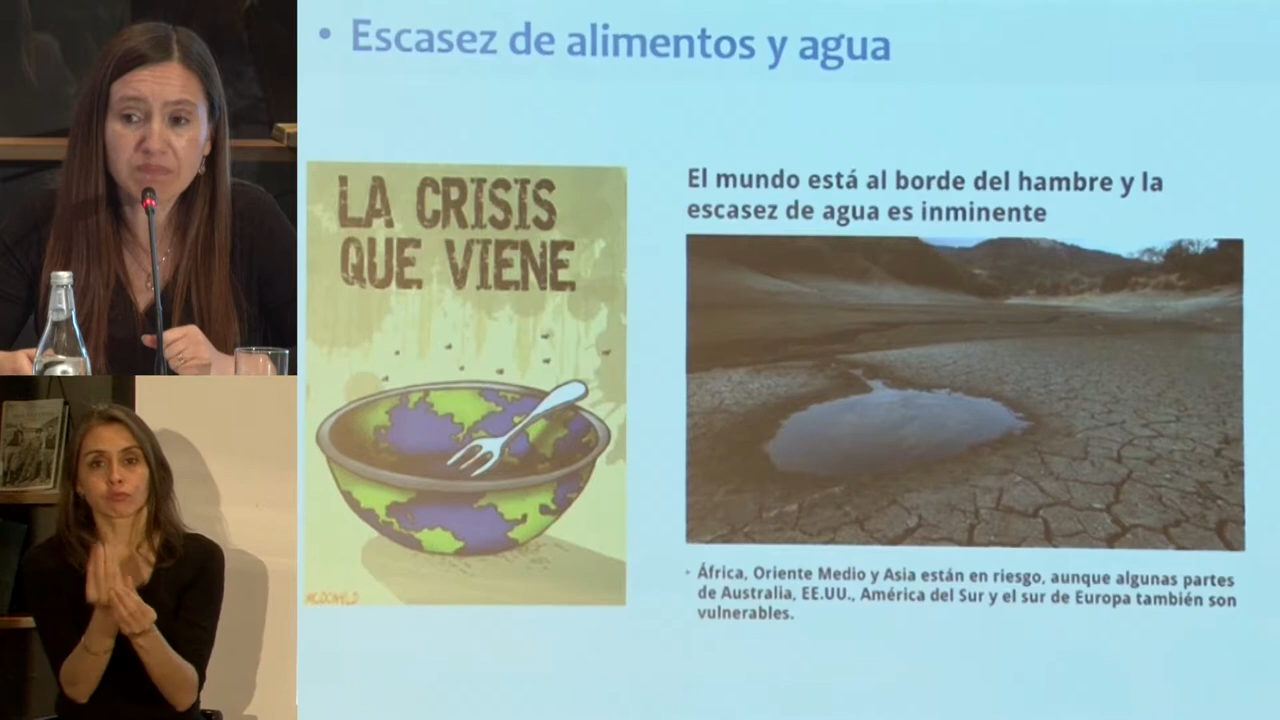 • Escasez de alimentos y agua
LA CRISIS
QUE VIENE
MCDONYLD
El mundo está al borde del hambre y la
escasez de agua es inminente
África, Oriente Medio y Asia están en riesgo, aunque algunas partes
de Australia, EE.UU., América del Sur y el sur de Europa también son
vulnerables.